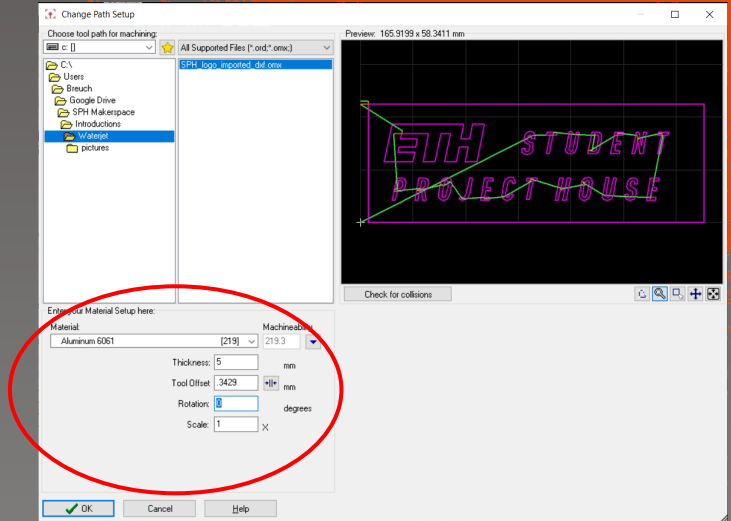 Change Path Setup
Choose tool path for machining:
Preview: 165.9199 x 58.3411 mm
c: []
All Supported Files (*.ord;*.omx;)
C:\
SPH_logo_imported_dxf.omx
Users
Breuch
Google Drive
SPH Makerspace
Introductions
Waterjet
pictures
ETH STUDENT
PROJECT HOUSE
Check for collisions
Enter your Material Setup here:
Material:
Machineability
Aluminum 6061 [219]
219.3
Thickness: 5 mm
Tool Offset .3429 mm
Rotation: 0 degrees
Scale: 1 X
OK
Cancel
Help